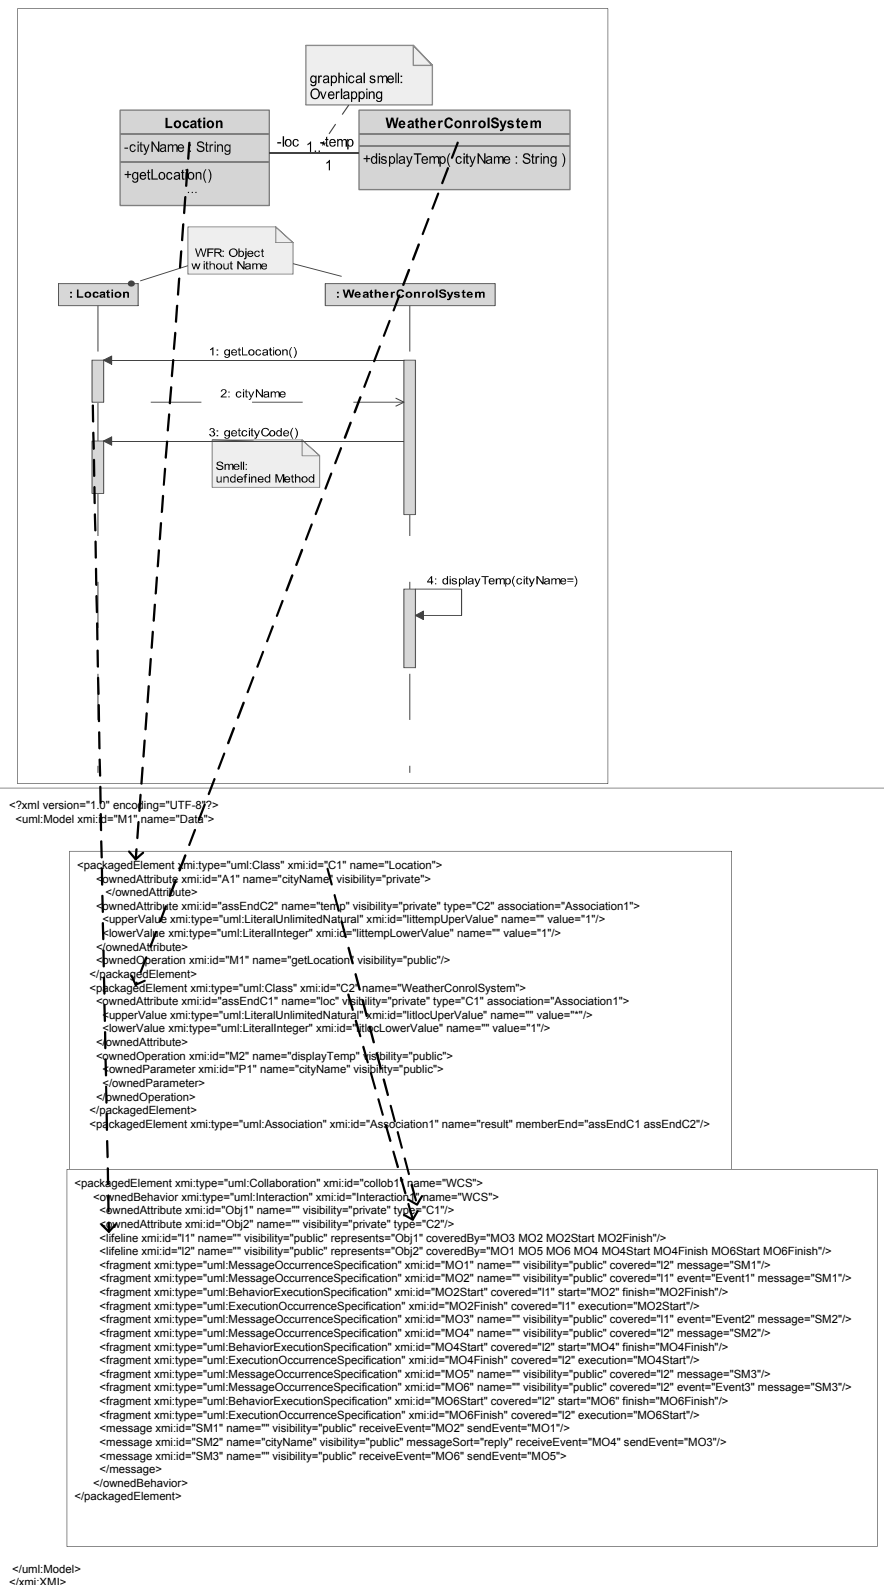 graphical smell:
Overlapping
Location
-cityName : String
+getLocation()
...
-loc
1..*
-temp
1
WeatherConrolSystem
+displayTemp( cityName : String )
WFR: Object
without Name
: Location
: WeatherConrolSystem
1: getLocation()
2: cityName
3: getcityCode()
Smell:
undefined Method
4: displayTemp(cityName=)
<?xml version="1.0" encoding="UTF-8"?>
<uml:Model xmi:id="M1" name="Data">
<packagedElement xmi:type="uml:Class" xmi:id="C1" name="Location">
<ownedAttribute xmi:id="A1" name="cityName" visibility="private">
</ownedAttribute>
<ownedAttribute xmi:id="assEndC2" name="temp" visibility="private" type="C2" association="Association1">
<upperValue xmi:type="uml:LiteralUnlimitedNatural" xmi:id="littempUperValue" name="" value="1"/>
<lowerValue xmi:type="uml:LiteralInteger" xmi:id="littempLowerValue" name="" value="1"/>
</ownedAttribute>
<ownedOperation xmi:id="M1" name="getLocation" visibility="public"/>
</packagedElement>
<packagedElement xmi:type="uml:Class" xmi:id="C2" name="WeatherConrolSystem">
<ownedAttribute xmi:id="assEndC1" name="loc" visibility="private" type="C1" association="Association1">
<upperValue xmi:type="uml:LiteralUnlimitedNatural" xmi:id="litlocUperValue" name="" value="*"/>
<lowerValue xmi:type="uml:LiteralInteger" xmi:id="litlocLowerValue" name="" value="1"/>
</ownedAttribute>
<ownedOperation xmi:id="M2" name="displayTemp" visibility="public">
<ownedParameter xmi:id="P1" name="cityName" visibility="public">
</ownedParameter>
</ownedOperation>
</packagedElement>
<packagedElement xmi:type="uml:Association" xmi:id="Association1" name="result" memberEnd="assEndC1 assEndC2"/>
<packagedElement xmi:type="uml:Collaboration" xmi:id="collob1" name="WCS">
<ownedBehavior xmi:type="uml:Interaction" xmi:id="Interaction1" name="WCS">
<ownedAttribute xmi:id="Obj1" name="" visibility="private" type="C1"/>
<ownedAttribute xmi:id="Obj2" name="" visibility="private" type="C2"/>
<lifeline xmi:id="l1" name="" visibility="public" represents="Obj1" coveredBy="MO3 MO2 MO2Start MO2Finish"/>
<lifeline xmi:id="l2" name="" visibility="public" represents="Obj2" coveredBy="MO1 MO5 MO6 MO4 MO4Start MO4Finish MO6Start MO6Finish"/>
<fragment xmi:type="uml:MessageOccurrenceSpecification" xmi:id="MO1" name="" visibility="public" covered="l2" message="SM1"/>
<fragment xmi:type="uml:MessageOccurrenceSpecification" xmi:id="MO2" name="" visibility="public" covered="l1" event="Event1" message="SM1"/>
<fragment xmi:type="uml:BehaviorExecutionSpecification" xmi:id="MO2Start" covered="l1" start="MO2" finish="MO2Finish"/>
<fragment xmi:type="uml:ExecutionOccurrenceSpecification" xmi:id="MO2Finish" covered="l1" execution="MO2Start"/>
<fragment xmi:type="uml:MessageOccurrenceSpecification" xmi:id="MO3" name="" visibility="public" covered="l1" event="Event2" message="SM2"/>
<fragment xmi:type="uml:MessageOccurrenceSpecification" xmi:id="MO4" name="" visibility="public" covered="l2" message="SM2"/>
<fragment xmi:type="uml:BehaviorExecutionSpecification" xmi:id="MO4Start" covered="l2" start="MO4" finish="MO4Finish"/>
<fragment xmi:type="uml:ExecutionOccurrenceSpecification" xmi:id="MO4Finish" covered="l2" execution="MO4Start"/>
<fragment xmi:type="uml:MessageOccurrenceSpecification" xmi:id="MO5" name="" visibility="public" covered="l2" message="SM3"/>
<fragment xmi:type="uml:MessageOccurrenceSpecification" xmi:id="MO6" name="" visibility="public" covered="l2" event="Event3" message="SM3"/>
<fragment xmi:type="uml:BehaviorExecutionSpecification" xmi:id="MO6Start" covered="l2" start="MO6" finish="MO6Finish"/>
<fragment xmi:type="uml:ExecutionOccurrenceSpecification" xmi:id="MO6Finish" covered="l2" execution="MO6Start"/>
<message xmi:id="SM1" name="" visibility="public" receiveEvent="MO2" sendEvent="MO1"/>
<message xmi:id="SM2" name="cityName" visibility="public" messageSort="reply" receiveEvent="MO4" sendEvent="MO3"/>
<message xmi:id="SM3" name="" visibility="public" receiveEvent="MO6" sendEvent="MO5">
</message>
</ownedBehavior>
</packagedElement>
</uml:Model>
</xmi:XMI>